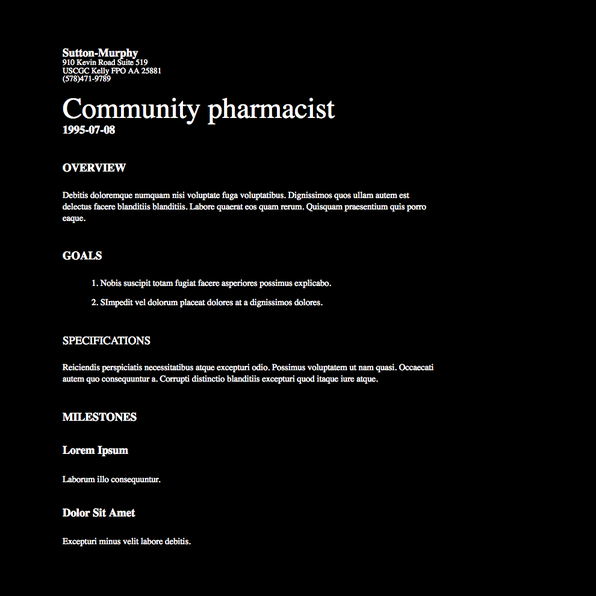 Sutton-Murphy
910 Kevin Road Suite 519
USCGC Kelly FPO AA 25881
(578)471-9789
Community pharmacist
1995-07-08
OVERVIEW
Debitis doloremque numquam nisi voluptate fuga voluptatibus. Dignissimos quos ullam autem est
delectus facere blanditiis blanditiis. Labore quaerat eos quam rerum. Quisquam praesentium quis porro
eaque.
GOALS
1. Nobis suscipit totam fugiat facere asperiores possimus explicabo.
2. SImpedit vel dolorum placeat dolores at a dignissimos dolores.
SPECIFICATIONS
Reiciendis perspiciatis necessitatibus atque excepturi odio. Possimus voluptatem ut nam quasi. Occaecati
autem quo consequuntur a. Corrupti distinctio blanditiis excepturi quod itaque iure atque.
MILESTONES
Lorem Ipsum
Laborum illo consequuntur.
Dolor Sit Amet
Excepturi minus velit labore debitis.